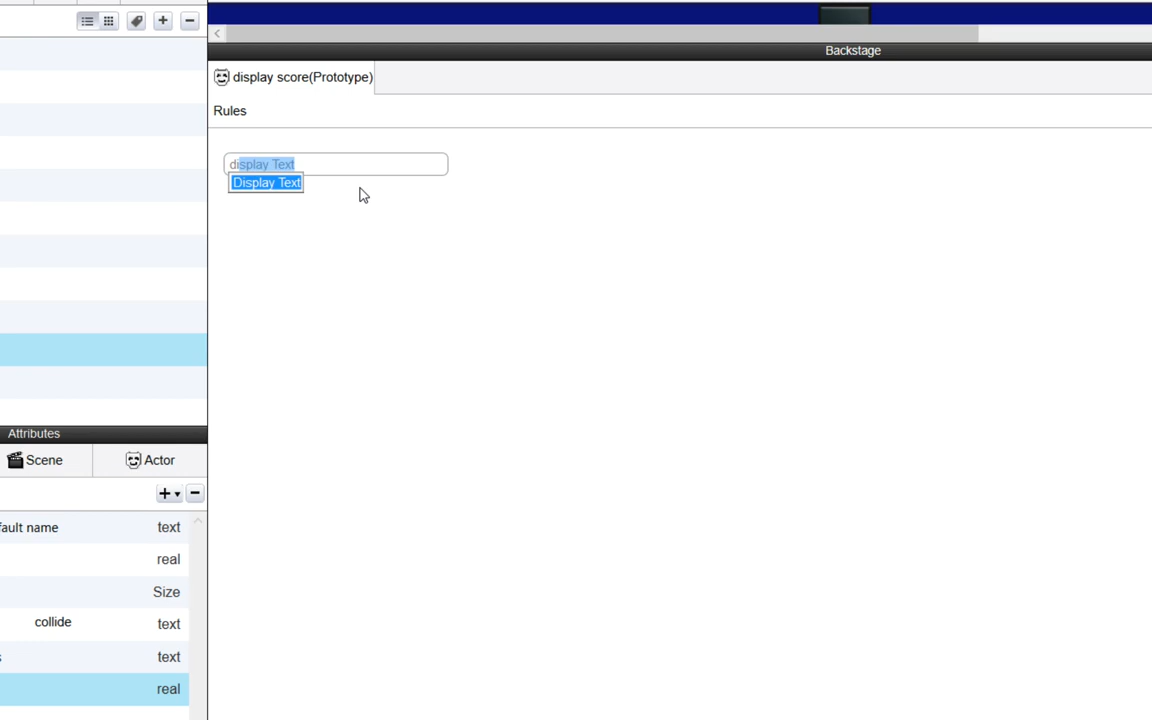 Backstage
display score(Prototype)
Rules
display Text
Display Text
Attributes
Scene
Actor
fault name text
real
Size
collide text
text
real